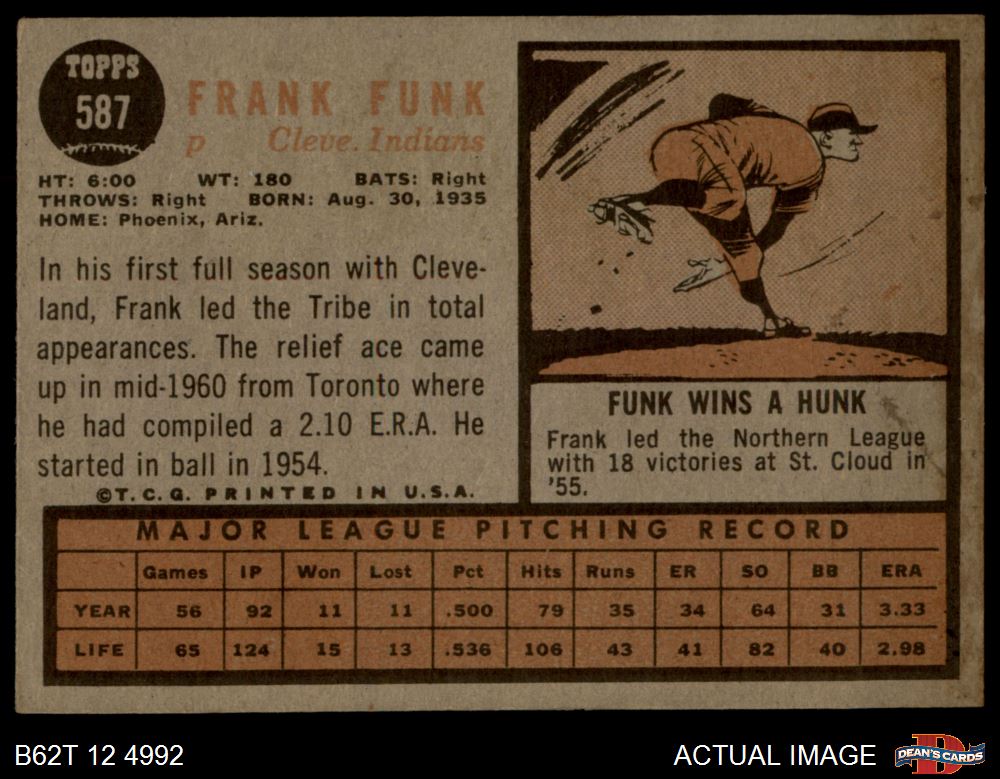 TOPPS
587
FRANK FUNK
p Cleve. Indians
HT: 6:00 WT: 180 BATS: Right
THROWS: Right BORN: Aug. 30, 1935
HOME: Phoenix, Ariz.
In his first full season with Cleve-
land, Frank led the Tribe in total
appearances. The relief ace came
up in mid-1960 from Toronto where
he had compiled a 2.10 E.R.A. He
started in ball in 1954.
©T.C.G. PRINTED IN U.S.A.
FUNK WINS A HUNK
Frank led the Northern League
with 18 victories at St. Cloud in
'55.
MAJOR LEAGUE PITCHING RECORD
Games IP Won Lost Pct Hits Runs ER SO BB ERA
YEAR 56 92 11 11 .500 79 35 34 64 31 3.33
LIFE 65 124 15 13 .536 106 43 41 82 40 2.98
B62T 12 4992
ACTUAL IMAGE
DEAN'S CARDS